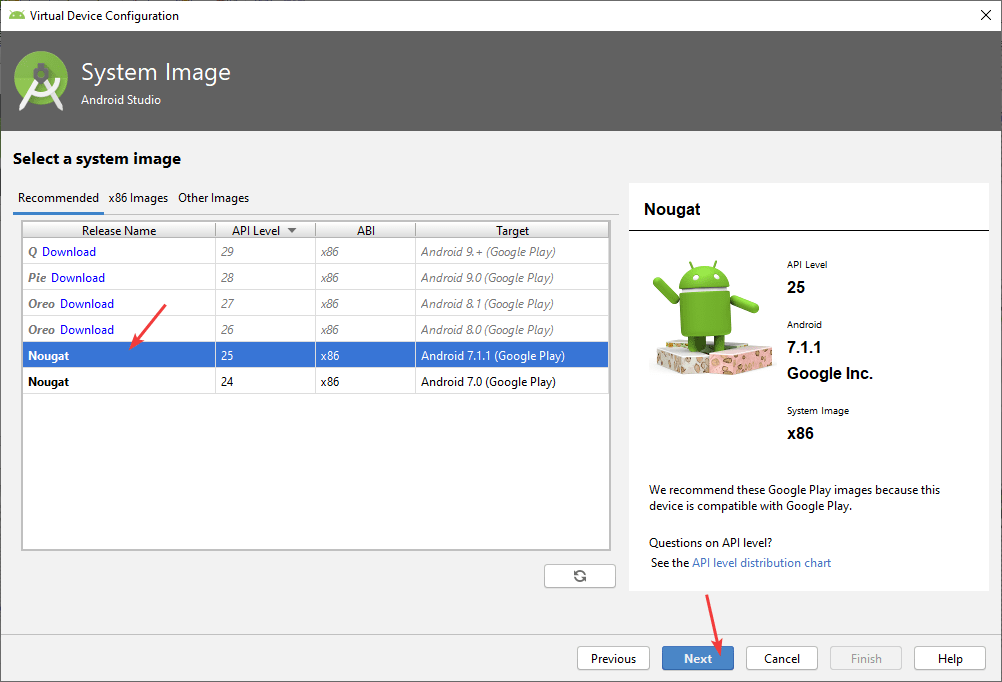 Virtual Device Configuration
System Image
Android Studio
Select a system image
Recommended x86 Images Other Images
Release Name API Level ABI Target
Q Download 29 x86 Android 9.+ (Google Play)
Pie Download 28 x86 Android 9.0 (Google Play)
Oreo Download 27 x86 Android 8.1 (Google Play)
Oreo Download 26 x86 Android 8.0 (Google Play)
Nougat 25 x86 Android 7.1.1 (Google Play)
Nougat 24 x86 Android 7.0 (Google Play)
Nougat
API Level
25
Android
7.1.1
Google Inc.
System Image
x86
We recommend these Google Play images because this
device is compatible with Google Play.
Questions on API level?
See the API level distribution chart
Previous Next Cancel Finish Help